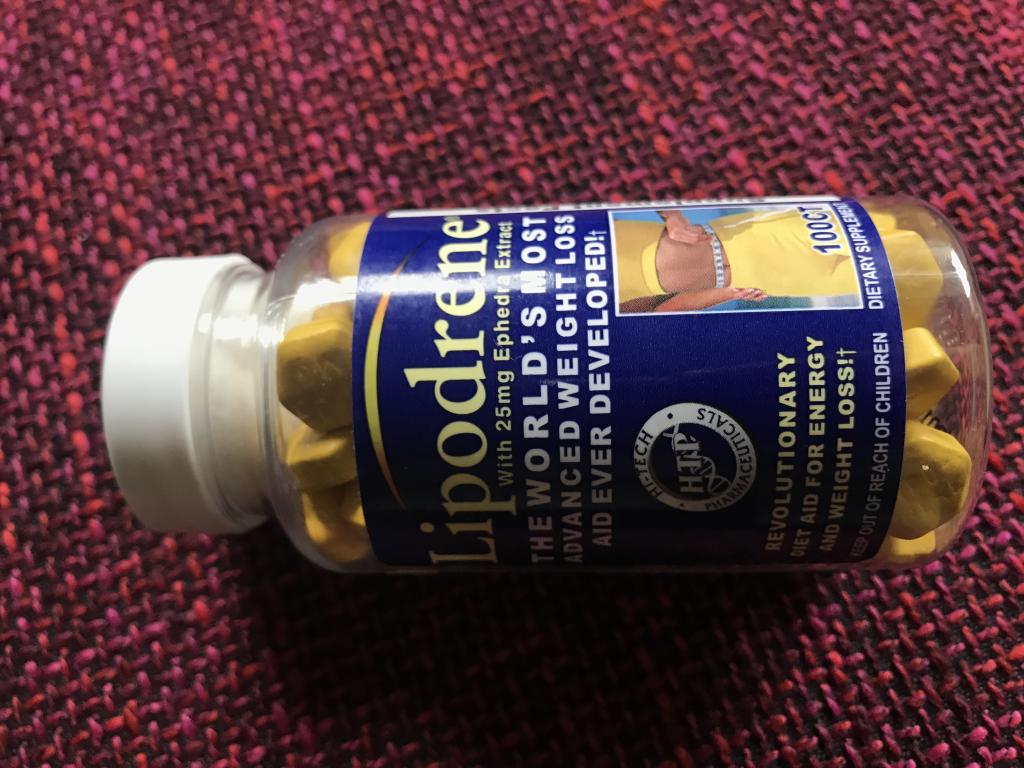 Lipodrene
With 25mg Ephedra Extract
THE WORLD'S MOST
ADVANCED WEIGHT LOSS
AID EVER DEVELOPED!†
HI-TECH
HTP
PHARMACEUTICALS
REVOLUTIONARY
DIET AID FOR ENERGY
AND WEIGHT LOSS!†
100CT
KEEP OUT OF REACH OF CHILDREN
DIETARY SUPPLEMENT